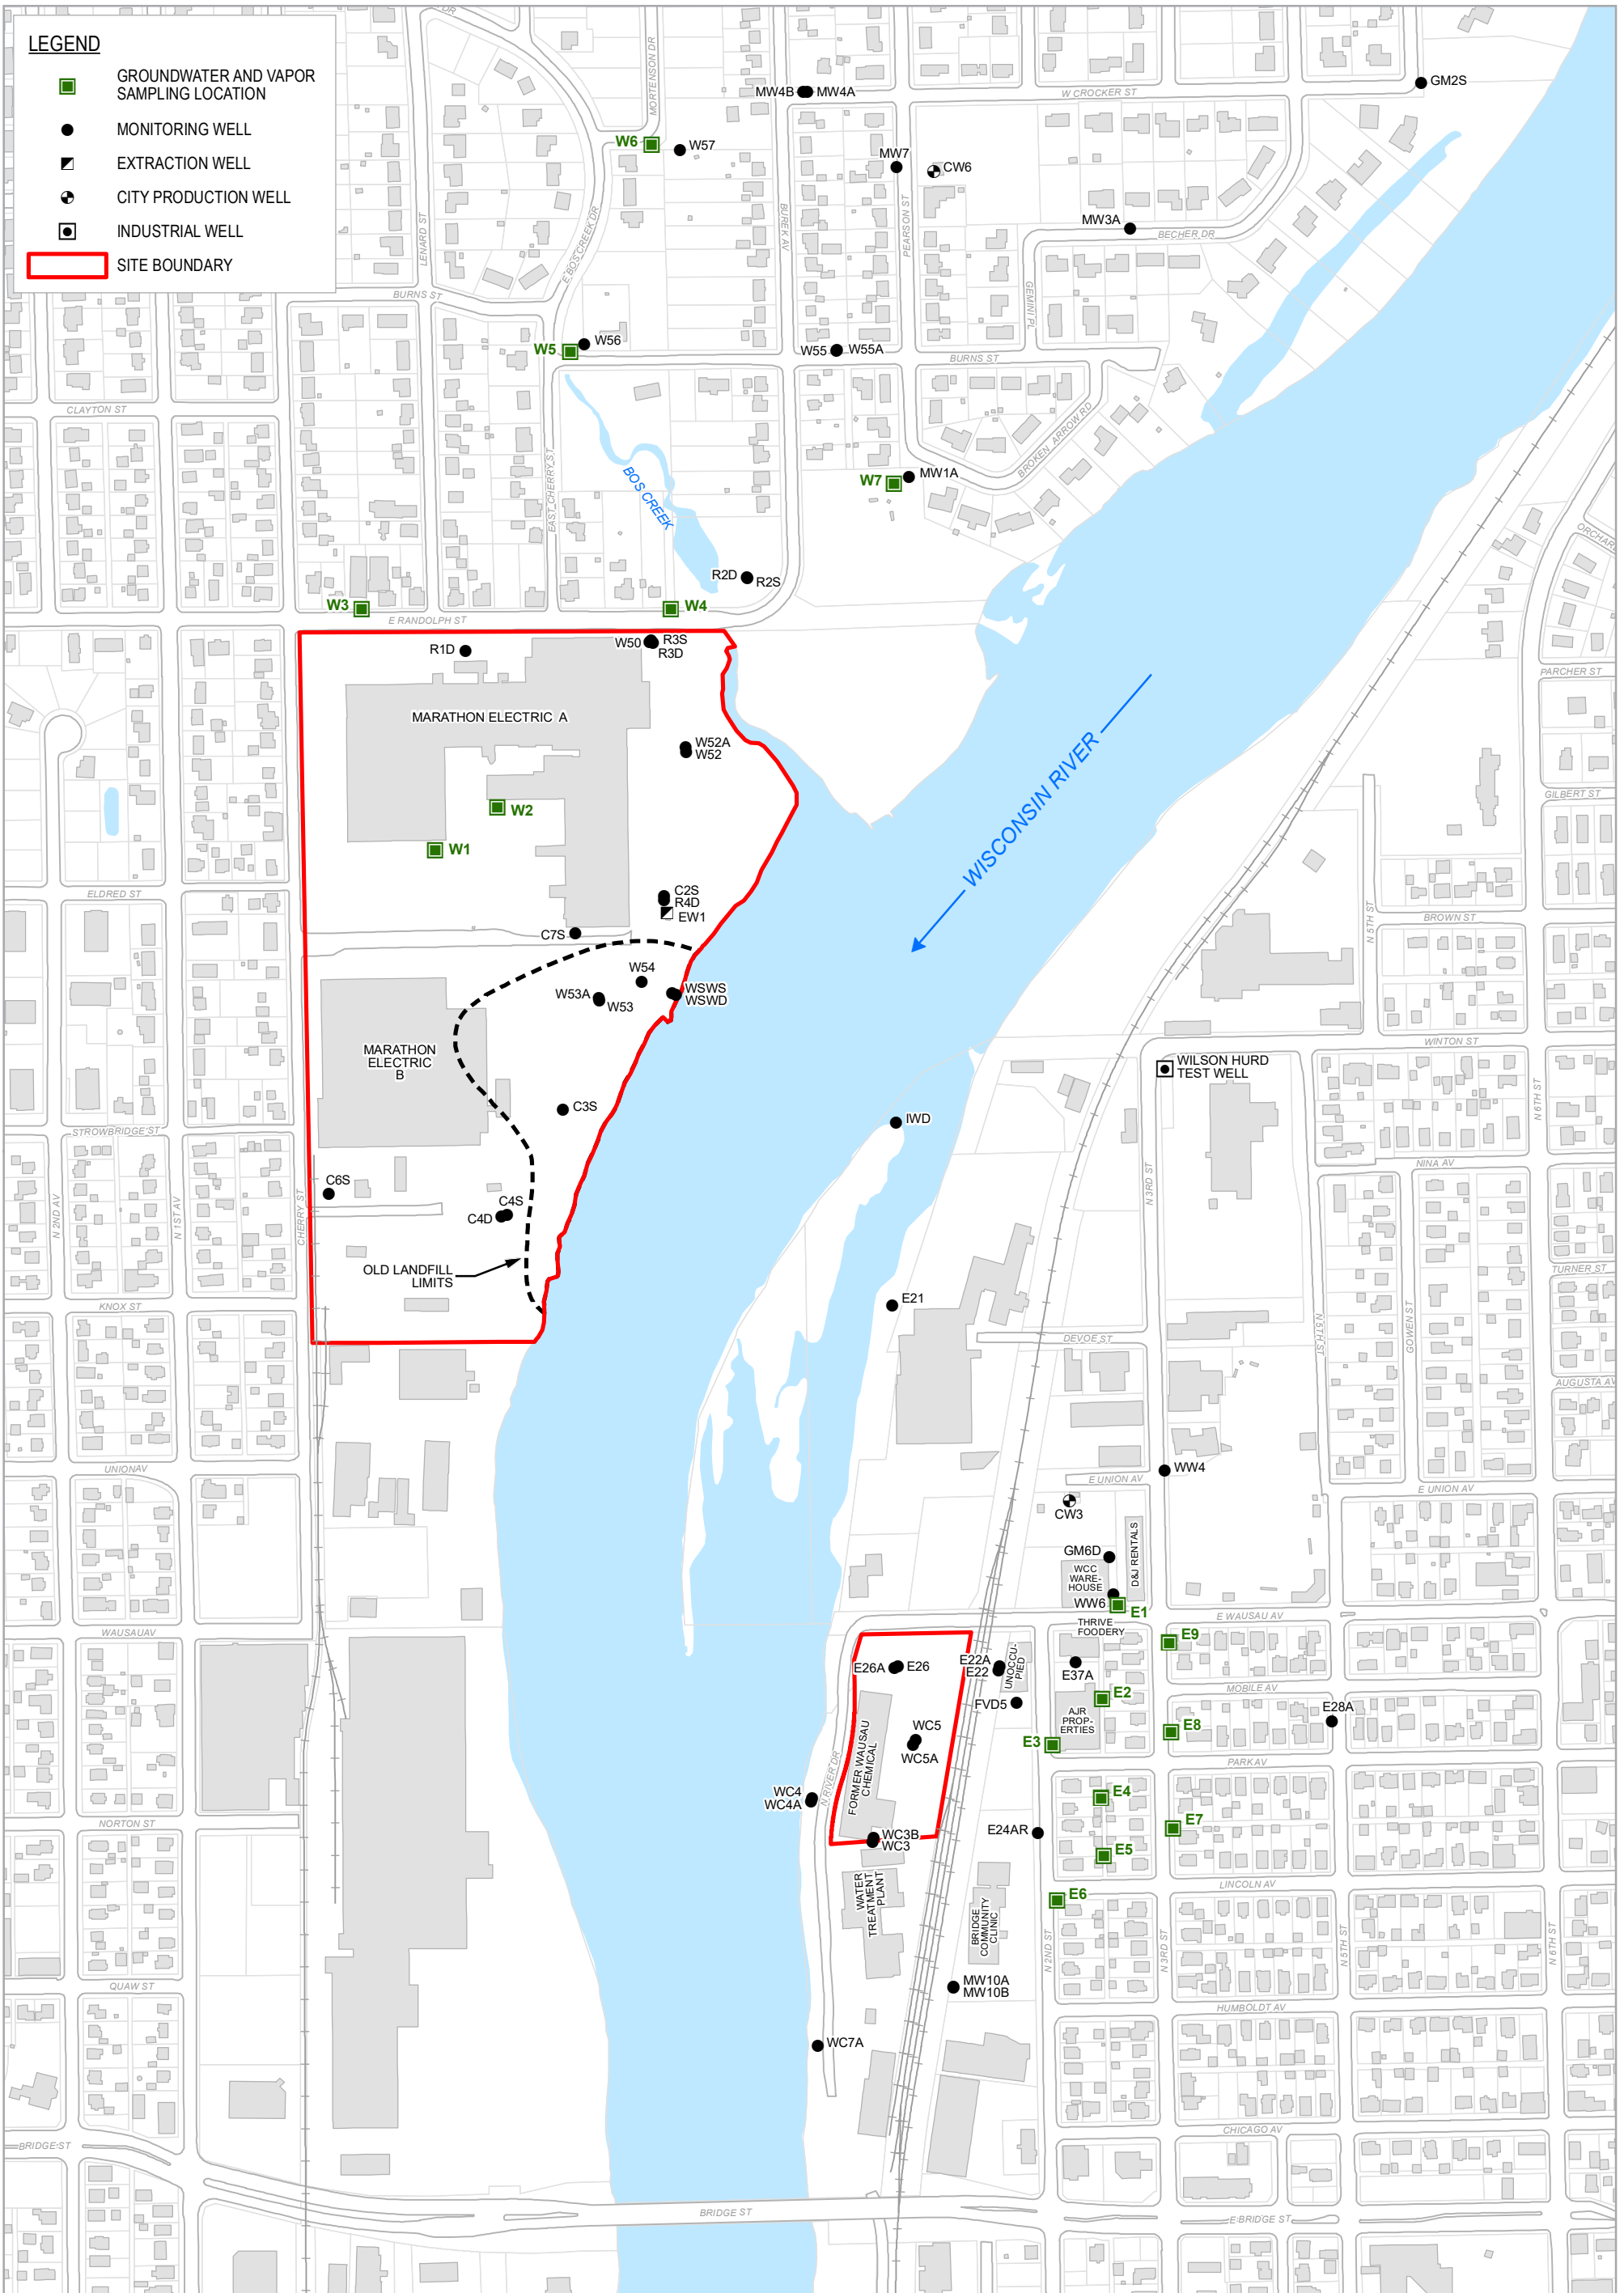 LEGEND
GROUNDWATER AND VAPOR
SAMPLING LOCATION
MONITORING WELL
EXTRACTION WELL
CITY PRODUCTION WELL
INDUSTRIAL WELL
SITE BOUNDARY
DR
MORTENSON DR
GM2S
MW4B
MW4A
W CROCKER ST
W6
W57
MW7
CW6
LENARD ST
E BOS CREEK DR
BUREK AV
PEARSON ST
MW3A
BECHER DR
BURNS ST
GEMINI PL
W5
W56
W55
W55A
BURNS ST
CLAYTON ST
BROKEN ARROW RD
EAST CHERRY ST
BOS CREEK
W7
MW1A
ORCHAR
R2D
R2S
W3
W4
E RANDOLPH ST
R1D
W50
R3S
R3D
PARCHER ST
MARATHON ELECTRIC A
W52A
W52
WISCONSIN RIVER
GILBERT ST
W2
W1
ELDRED ST
C2S
R4D
EW1
N 5TH ST
BROWN ST
C7S
W54
W53A
W53
WSWS
WSWD
MARATHON
ELECTRIC
B
WINTON ST
WILSON HURD
TEST WELL
C3S
IWD
N 6TH ST
STROWBRIDGE ST
NINA AV
C6S
C4S
C4D
N 2ND AV
N 1ST AV
CHERRY ST
N 3RD ST
OLD LANDFILL
LIMITS
TURNER ST
KNOX ST
E21
DEVOE ST
N 5TH ST
GOWEN ST
AUGUSTA AV
UNIONAV
WW4
E UNION AV
E UNION AV
CW3
GM6D
D&J RENTALS
WCC
WARE-
HOUSE
WW6
E1
E WAUSAU AV
WAUSAUAV
THRIVE
FOODERY
E9
E26A
E26
E22A
E22
UNOCCU-
PIED
E37A
E2
MOBILE AV
FVD5
AJR
PROP-
ERTIES
E28A
E8
WC5
WC5A
E3
PARKAV
FORMER WAUSAU
CHEMICAL
N RIVER DR
WC4
WC4A
E4
NORTON ST
E24AR
E7
WC3B
WC3
E5
WATER
TREATMENT
PLANT
LINCOLN AV
E6
BRIDGE
COMMUNITY
CLINIC
N 2ND ST
N 3RD ST
N 5TH ST
N 6TH ST
QUAW ST
MW10A
MW10B
HUMBOLDT AV
WC7A
CHICAGO AV
BRIDGE ST
BRIDGE ST
E BRIDGE ST